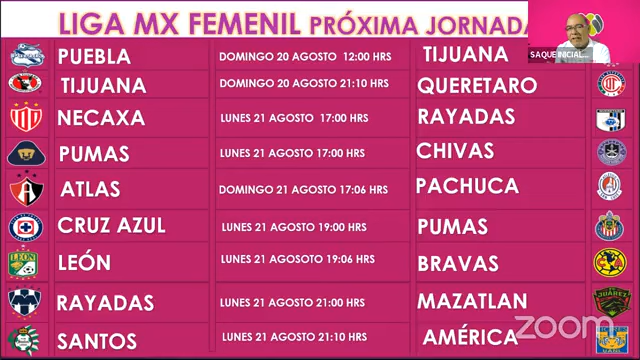 LIGA MX FEMENIL PRÓXIMA JORNADA
SAQUE INICIAL...
PUEBLA DOMINGO 20 AGOSTO 12:00 HRS TIJUANA
TIJUANA DOMINGO 20 AGOSTO 21:10 HRS QUERETARO
NECAXA LUNES 21 AGOSTO 17:00 HRS RAYADAS
PUMAS LUNES 21 AGOSTO 17:00 HRS CHIVAS
ATLAS DOMINGO 21 AGOSTO 17:06 HRS PACHUCA
CRUZ AZUL LUNES 21 AGOSTO 19:00 HRS PUMAS
LEÓN LUNES 21 AGOSOTO 19:06 HRS BRAVAS
RAYADAS LUNES 21 AGOSTO 21:00 HRS MAZATLAN
SANTOS LUNES 21 AGOSTO 21:10 HRS AMÉRICA
zoom